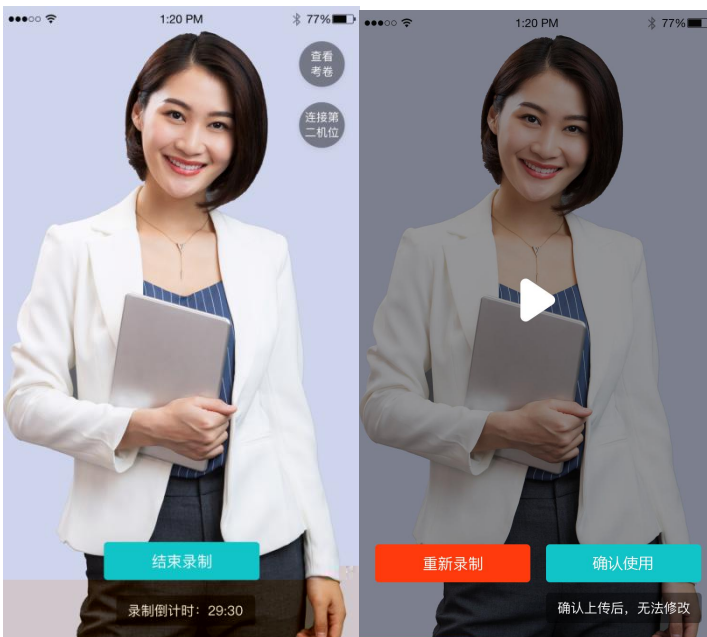 1:20 PM
77%
查看
考卷
连接第
二机位
结束录制
录制倒计时：29:30
1:20 PM
77%
重新录制
确认使用
确认上传后，无法修改